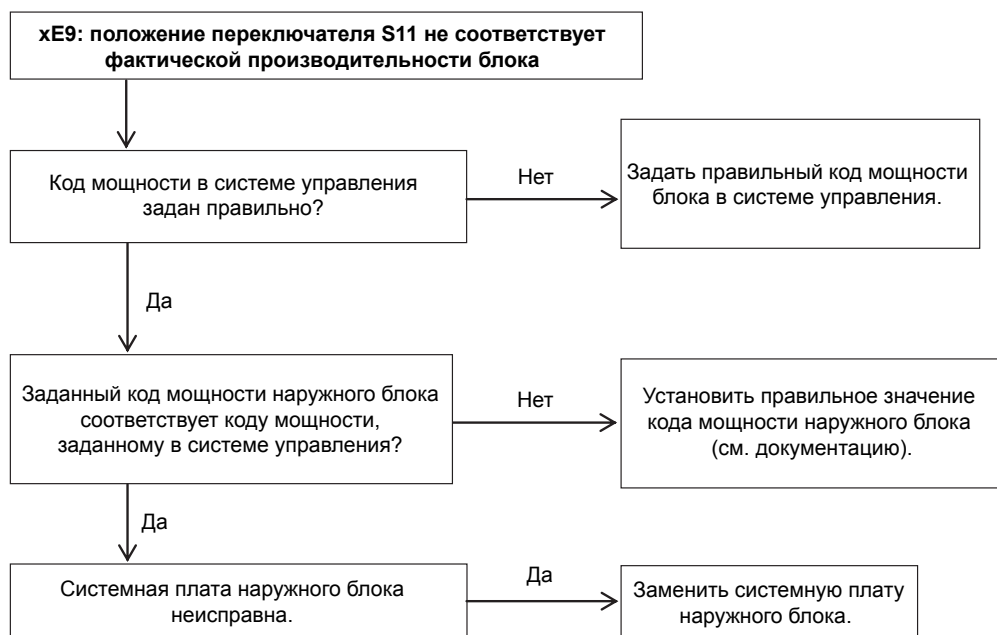 xE9: положение переключателя S11 не соответствует
фактической производительности блока
Код мощности в системе управления
задан правильно?
Нет
Задать правильный код мощности
блока в системе управления.
Да
Заданный код мощности наружного блока
соответствует коду мощности,
заданному в системе управления?
Нет
Установить правильное значение
кода мощности наружного блока
(см. документацию).
Да
Системная плата наружного блока
неисправна.
Да
Заменить системную плату
наружного блока.